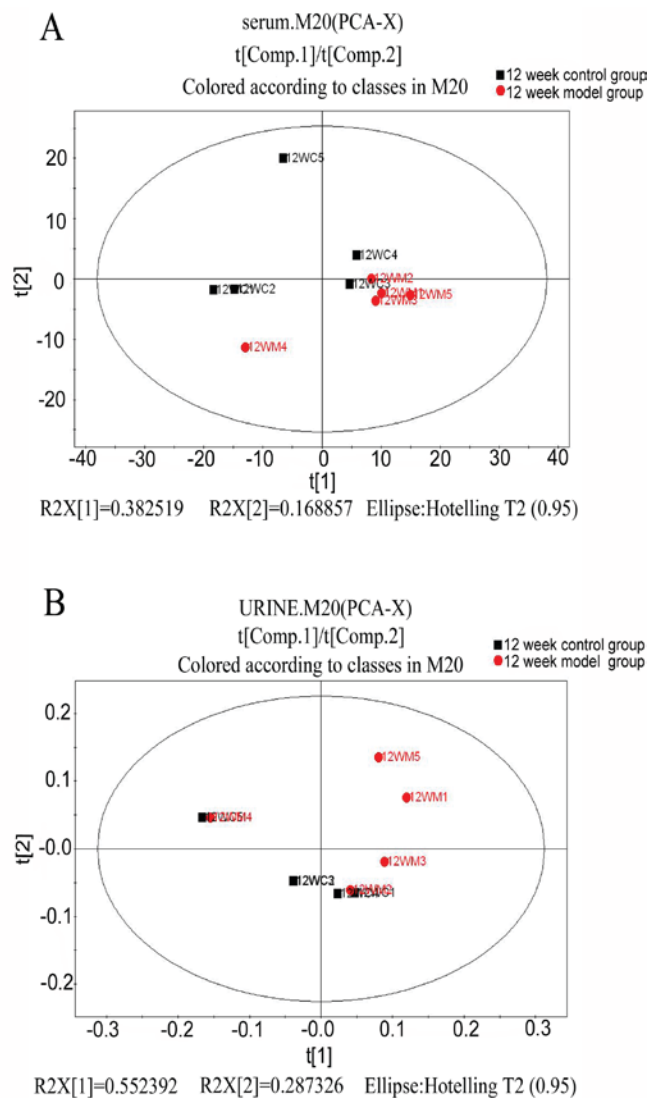 A
serum.M20(PCA-X)
t[Comp.1]/t[Comp.2]
Colored according to classes in M20
12 week control group
12 week model group
20
10
0
-10
-20
t[2]
12WC5
12WC4
12WM2
12WC3
12WC2
12WM5
12WM3
12WM4
-40
-30
-20
-10
0
10
20
30
40
t[1]
R2X[1]=0.382519 R2X[2]=0.168857 Ellipse:Hotelling T2 (0.95)
B
URINE.M20(PCA-X)
t[Comp.1]/t[Comp.2]
Colored according to classes in M20
12 week control group
12 week model group
0.2
0.1
-0.0
-0.1
-0.2
t[2]
12WM5
12WM1
12WM3
-0.3
-0.2
-0.1
-0.0
0.1
0.2
0.3
t[1]
R2X[1]=0.552392 R2X[2]=0.287326 Ellipse:Hotelling T2 (0.95)